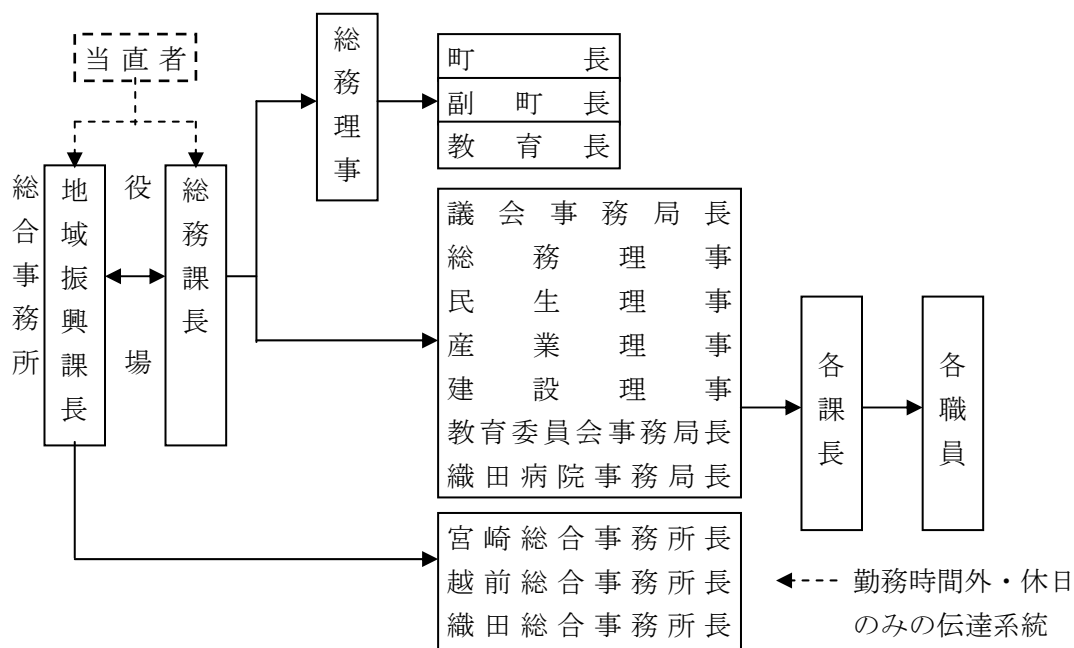 当直者
総合事務所
地域振興課長
役場
総務課長
総務理事
町長
副町長
教育長
議会事務局長
総務理事
民生理事
産業理事
建設理事
教育委員会事務局長
織田病院事務局長
宮崎総合事務所長
越前総合事務所長
織田総合事務所長
各課長
各職員
勤務時間外・休日
のみの伝達系統